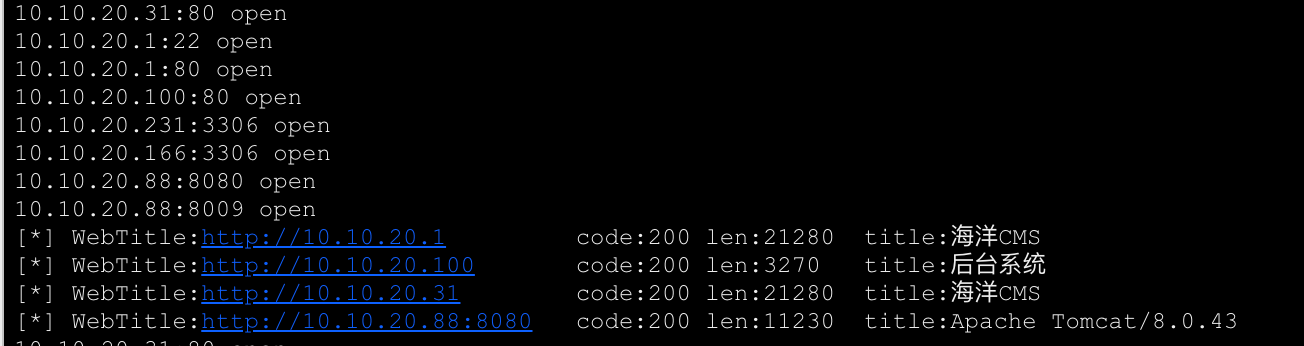 10.10.20.31:80 open
10.10.20.1:22 open
10.10.20.1:80 open
10.10.20.100:80 open
10.10.20.231:3306 open
10.10.20.166:3306 open
10.10.20.88:8080 open
10.10.20.88:8009 open
[*] WebTitle:http://10.10.20.1 code:200 len:21280 title:海洋CMS
[*] WebTitle:http://10.10.20.100 code:200 len:3270 title:后台系统
[*] WebTitle:http://10.10.20.31 code:200 len:21280 title:海洋CMS
[*] WebTitle:http://10.10.20.88:8080 code:200 len:11230 title:Apache Tomcat/8.0.43